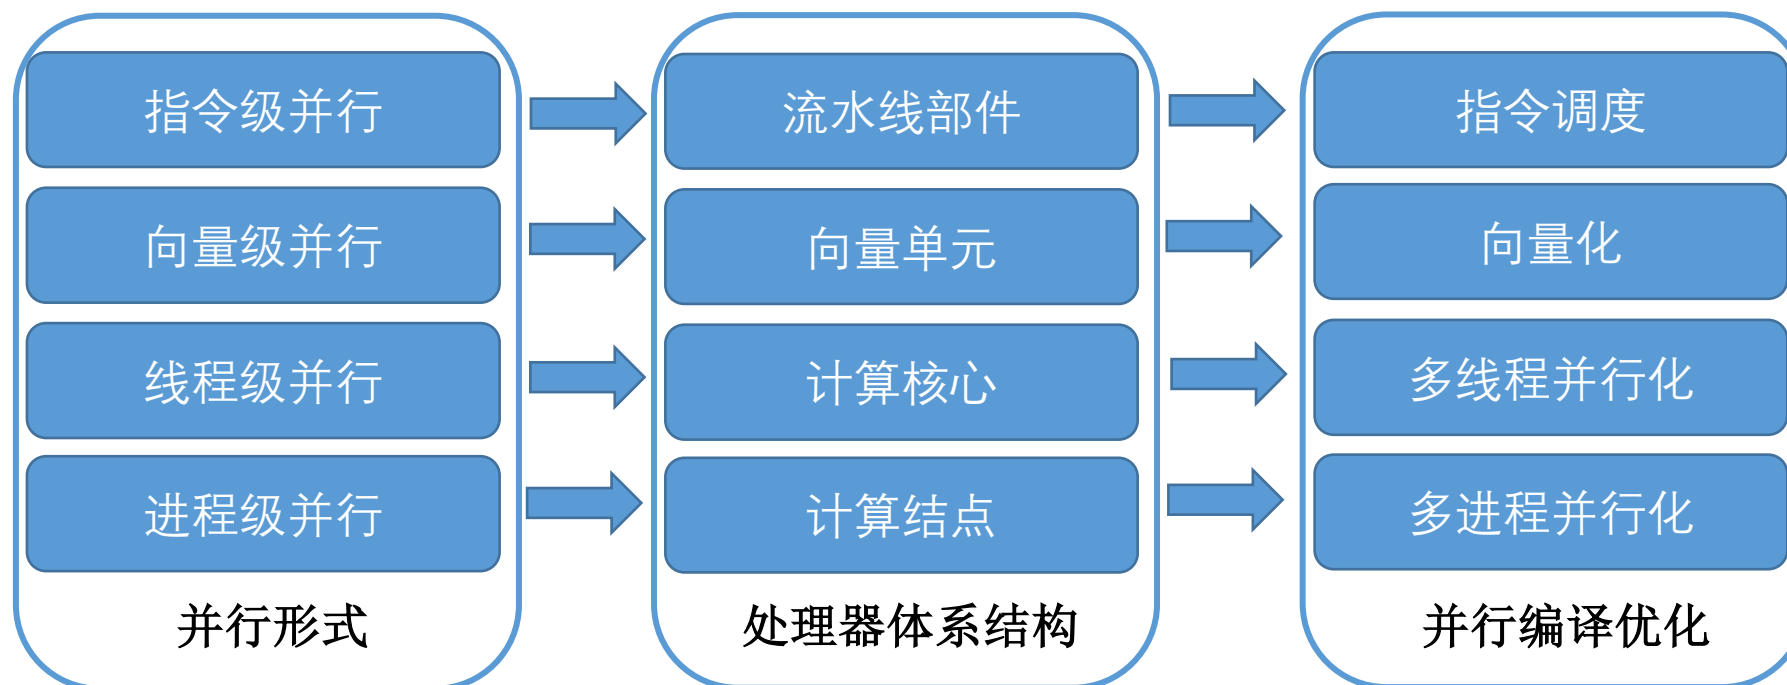 指令级并行
流水线部件
指令调度
向量级并行
向量单元
向量化
线程级并行
计算核心
多线程并行化
进程级并行
计算结点
多进程并行化
并行形式
处理器体系结构
并行编译优化